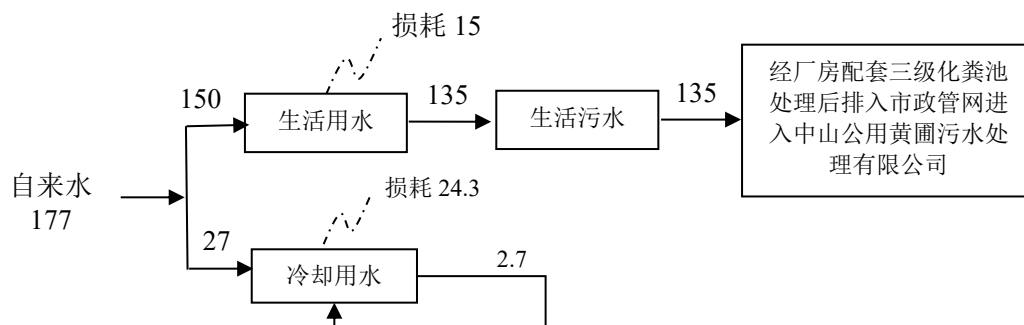 损耗 15
150
生活用水
135
生活污水
135
经厂房配套三级化粪池
处理后排入市政管网进
入中山公用黄圃污水处
理有限公司
自来水
177
损耗 24.3
27
冷却用水
2.7